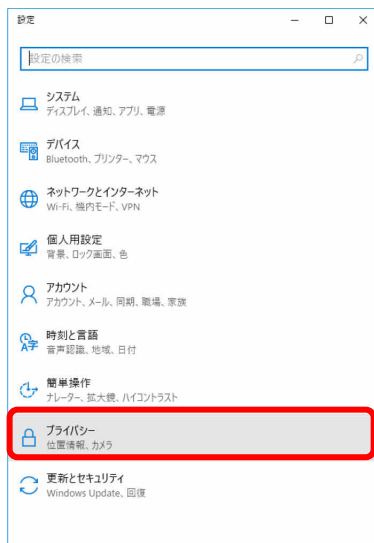 設定
設定の検索
システム
ディスプレイ、通知、アプリ、電源
デバイス
Bluetooth、プリンター、マウス
ネットワークとインターネット
Wi-Fi、機内モード、VPN
個人用設定
背景、ロック画面、色
アカウント
アカウント、メール、同期、職場、家族
時刻と言語
音声認識、地域、日付
簡単操作
ナレーター、拡大鏡、ハイコントラスト
プライバシー
位置情報、カメラ
更新とセキュリティ
Windows Update、回復